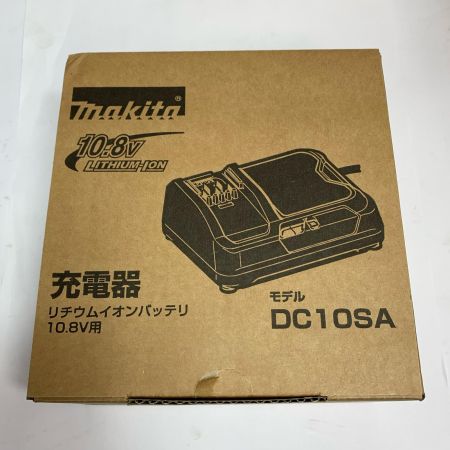 makita®
10.8V
LITHIUM-ION
充電器
リチウムイオンバッテリ
10.8V用
モデル
DC10SA